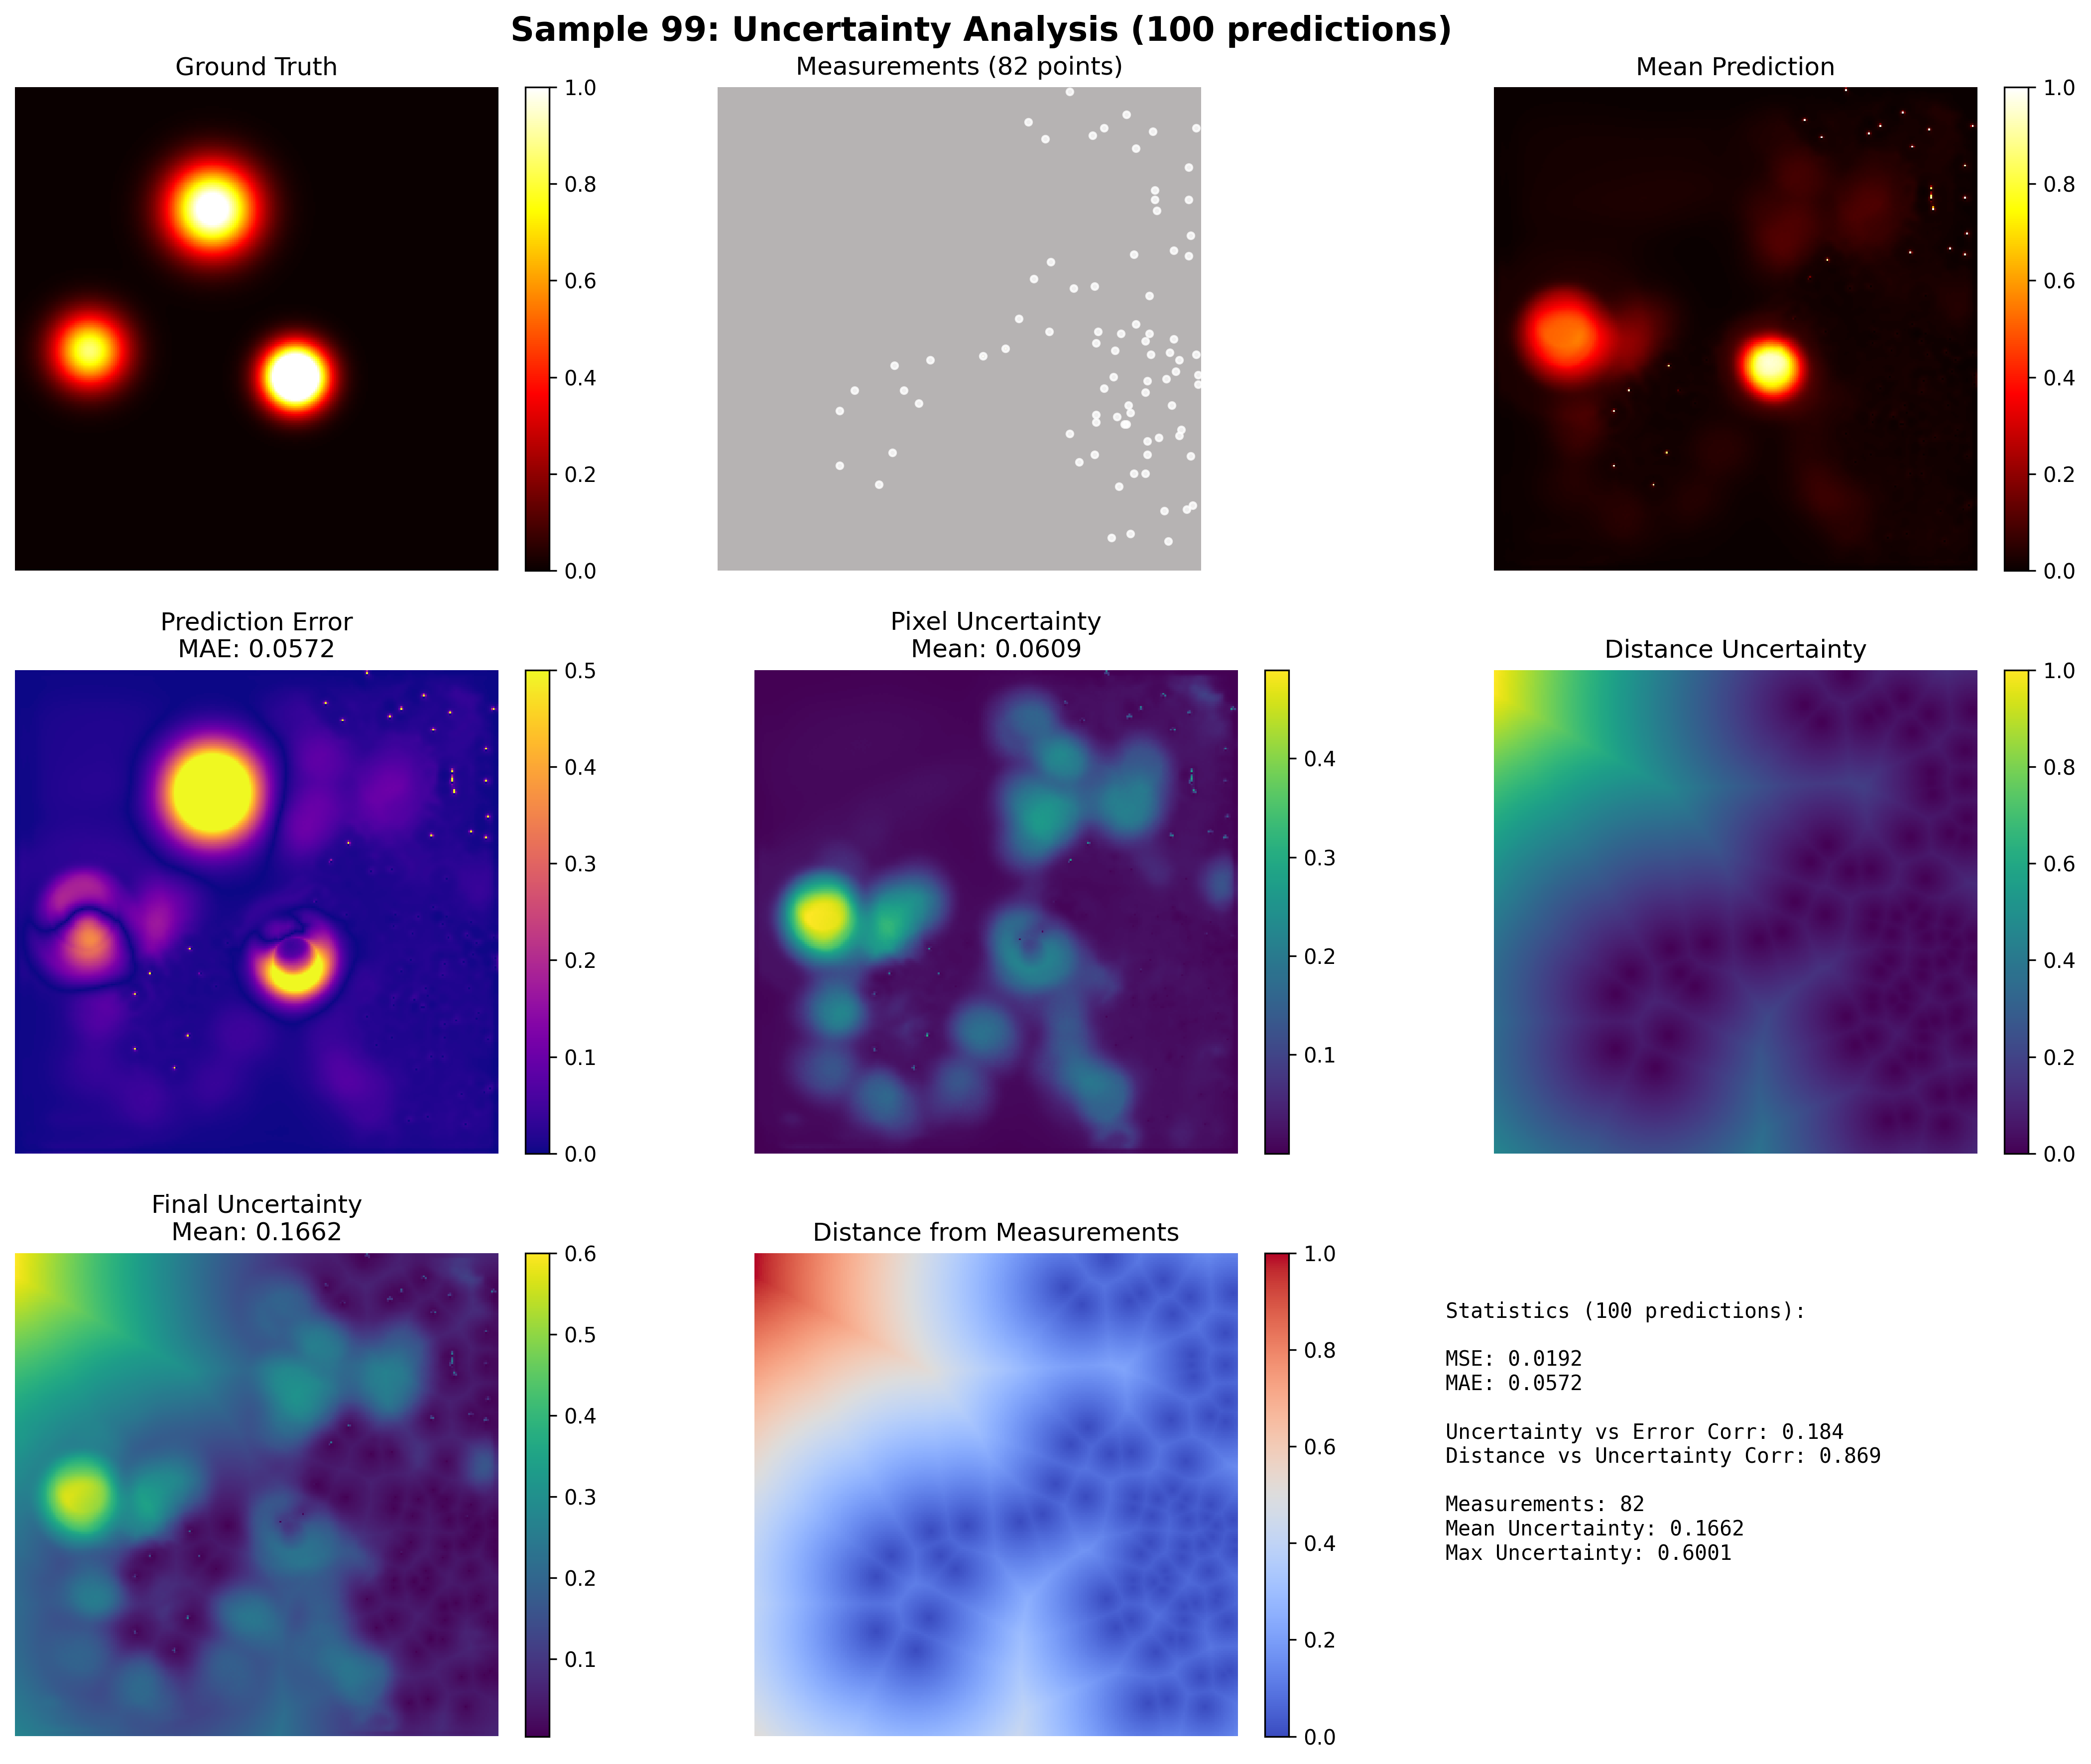 Sample 99: Uncertainty Analysis (100 predictions)
Ground Truth
1.0
0.8
0.6
0.4
0.2
0.0
Measurements (82 points)
Mean Prediction
1.0
0.8
0.6
0.4
0.2
0.0
Prediction Error
MAE: 0.0572
0.5
0.4
0.3
0.2
0.1
0.0
Pixel Uncertainty
Mean: 0.0609
0.4
0.3
0.2
0.1
Distance Uncertainty
1.0
0.8
0.6
0.4
0.2
0.0
Final Uncertainty
Mean: 0.1662
0.6
0.5
0.4
0.3
0.2
0.1
Distance from Measurements
1.0
0.8
0.6
0.4
0.2
0.0
Statistics (100 predictions):
MSE: 0.0192
MAE: 0.0572
Uncertainty vs Error Corr: 0.184
Distance vs Uncertainty Corr: 0.869
Measurements: 82
Mean Uncertainty: 0.1662
Max Uncertainty: 0.6001